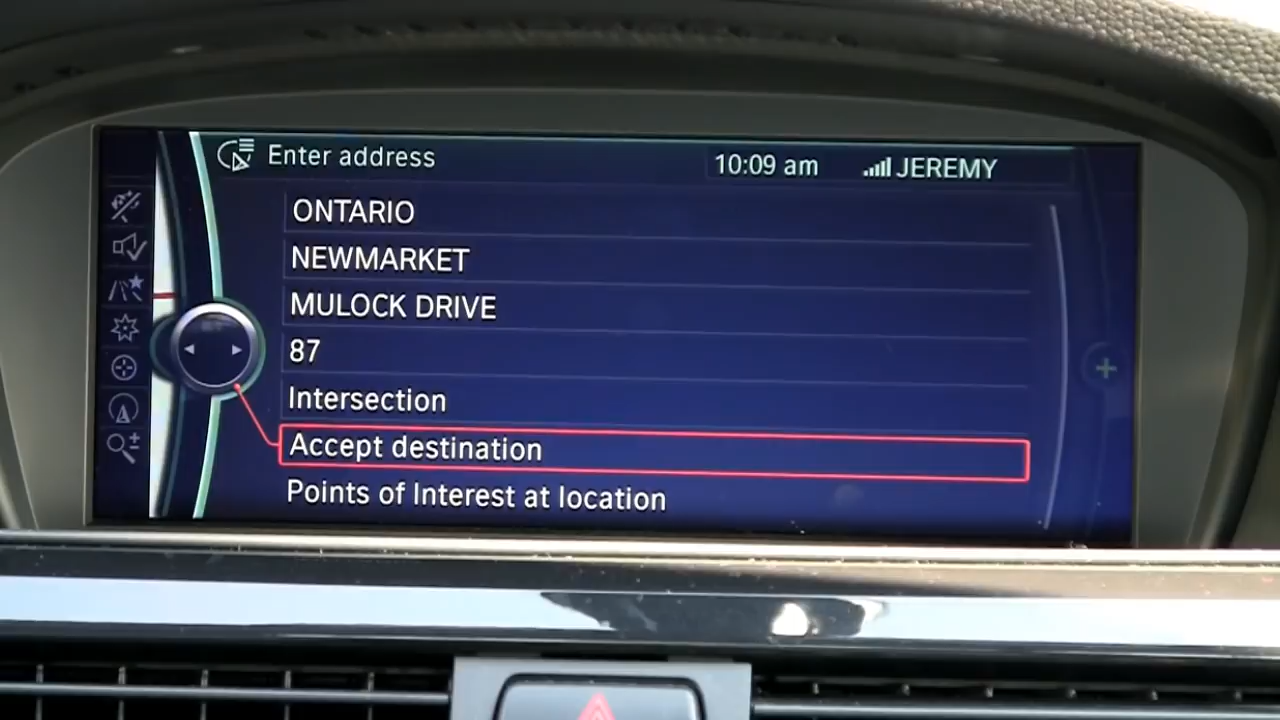 Enter address
10:09 am
JEREMY
ONTARIO
NEWMARKET
MULOCK DRIVE
87
Intersection
Accept destination
Points of Interest at location